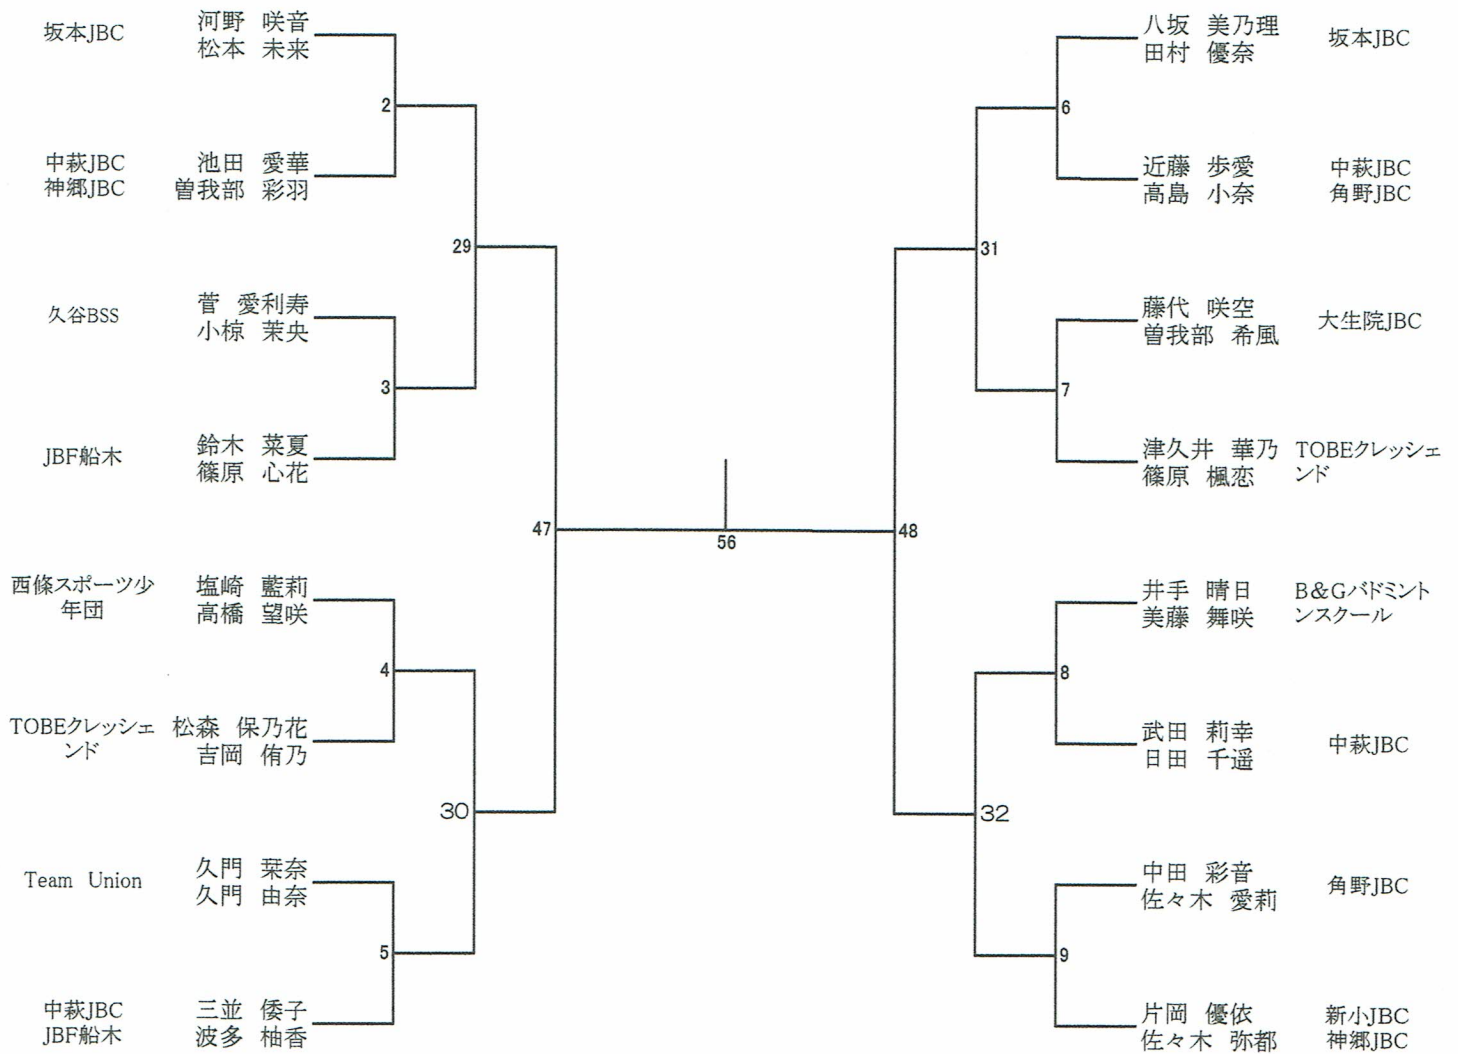 坂本JBC 河野 咲音
松本 未来
2
中萩JBC 池田 愛華
神郷JBC 曽我部 彩羽
29
久谷BSS 菅 愛利寿
小椋 茉央
3
JBF船木 鈴木 菜夏
篠原 心花
47
西條スポーツ少 塩崎 藍莉
年団 高橋 望咲
4
TOBEクレッシェ 松森 保乃花
ンド 吉岡 侑乃
30
Team Union 久門 栞奈
久門 由奈
5
中萩JBC 三並 倭子
JBF船木 波多 柚香
56
八坂 美乃理 坂本JBC
田村 優奈
6
近藤 歩愛 中萩JBC
高島 小奈 角野JBC
31
藤代 咲空 大生院JBC
曽我部 希風
7
津久井 華乃 TOBEクレッシェ
篠原 楓恋 ンド
48
井手 晴日 B&Gバドミント
美藤 舞咲 ンスクール
8
武田 莉幸 中萩JBC
日田 千遥
32
中田 彩音 角野JBC
佐々木 愛莉
9
片岡 優依 新小JBC
佐々木 弥都 神郷JBC